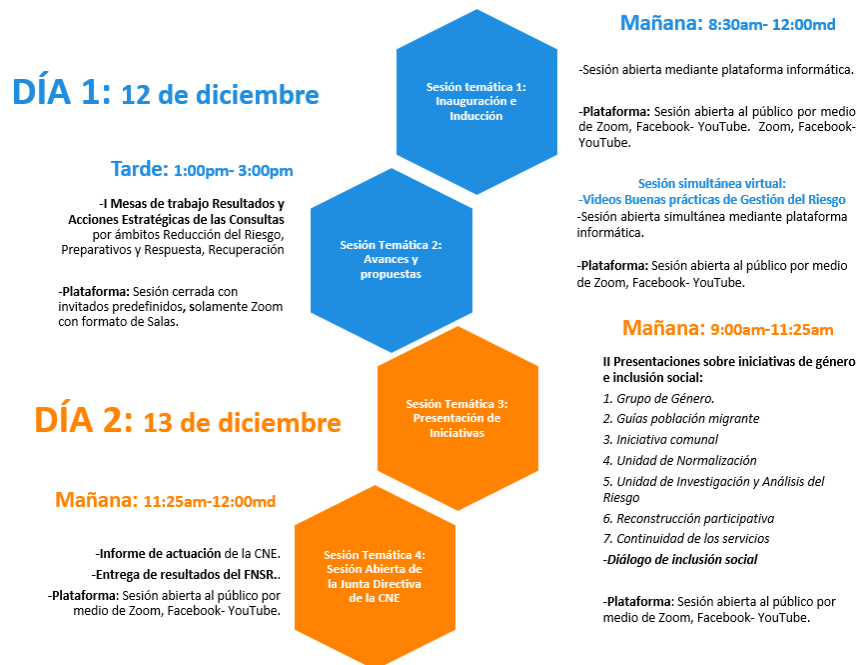 DÍA 1: 12 de diciembre
Sesión temática 1:
Inauguración e
Inducción
Mañana: 8:30am- 12:00md
-Sesión abierta mediante plataforma informática.
-Plataforma: Sesión abierta al público por medio
de Zoom, Facebook- YouTube. Zoom, Facebook-
YouTube.
Sesión simultánea virtual:
-Videos Buenas prácticas de Gestión del Riesgo
-Sesión abierta simultánea mediante plataforma
informática.
-Plataforma: Sesión abierta al público por medio
de Zoom, Facebook- YouTube.
Tarde: 1:00pm- 3:00pm
-I Mesas de trabajo Resultados y
Acciones Estratégicas de las Consultas
por ámbitos Reducción del Riesgo,
Preparativos y Respuesta, Recuperación
-Plataforma: Sesión cerrada con
invitados predefinidos, solamente Zoom
con formato de Salas.
Sesión Temática 2:
Avances y
propuestas
DÍA 2: 13 de diciembre
Sesión Temática 3:
Presentación de
Iniciativas
Mañana: 9:00am-11:25am
II Presentaciones sobre iniciativas de género
e inclusión social:
1. Grupo de Género.
2. Guías población migrante
3. Iniciativa comunal
4. Unidad de Normalización
5. Unidad de Investigación y Análisis del
Riesgo
6. Reconstrucción participativa
7. Continuidad de los servicios
-Diálogo de inclusión social
-Plataforma: Sesión abierta al público por
medio de Zoom, Facebook- YouTube.
Mañana: 11:25am-12:00md
-Informe de actuación de la CNE.
-Entrega de resultados del FNSR..
-Plataforma: Sesión abierta al público por
medio de Zoom, Facebook- YouTube.
Sesión Temática 4:
Sesión Abierta de
la Junta Directiva
de la CNE